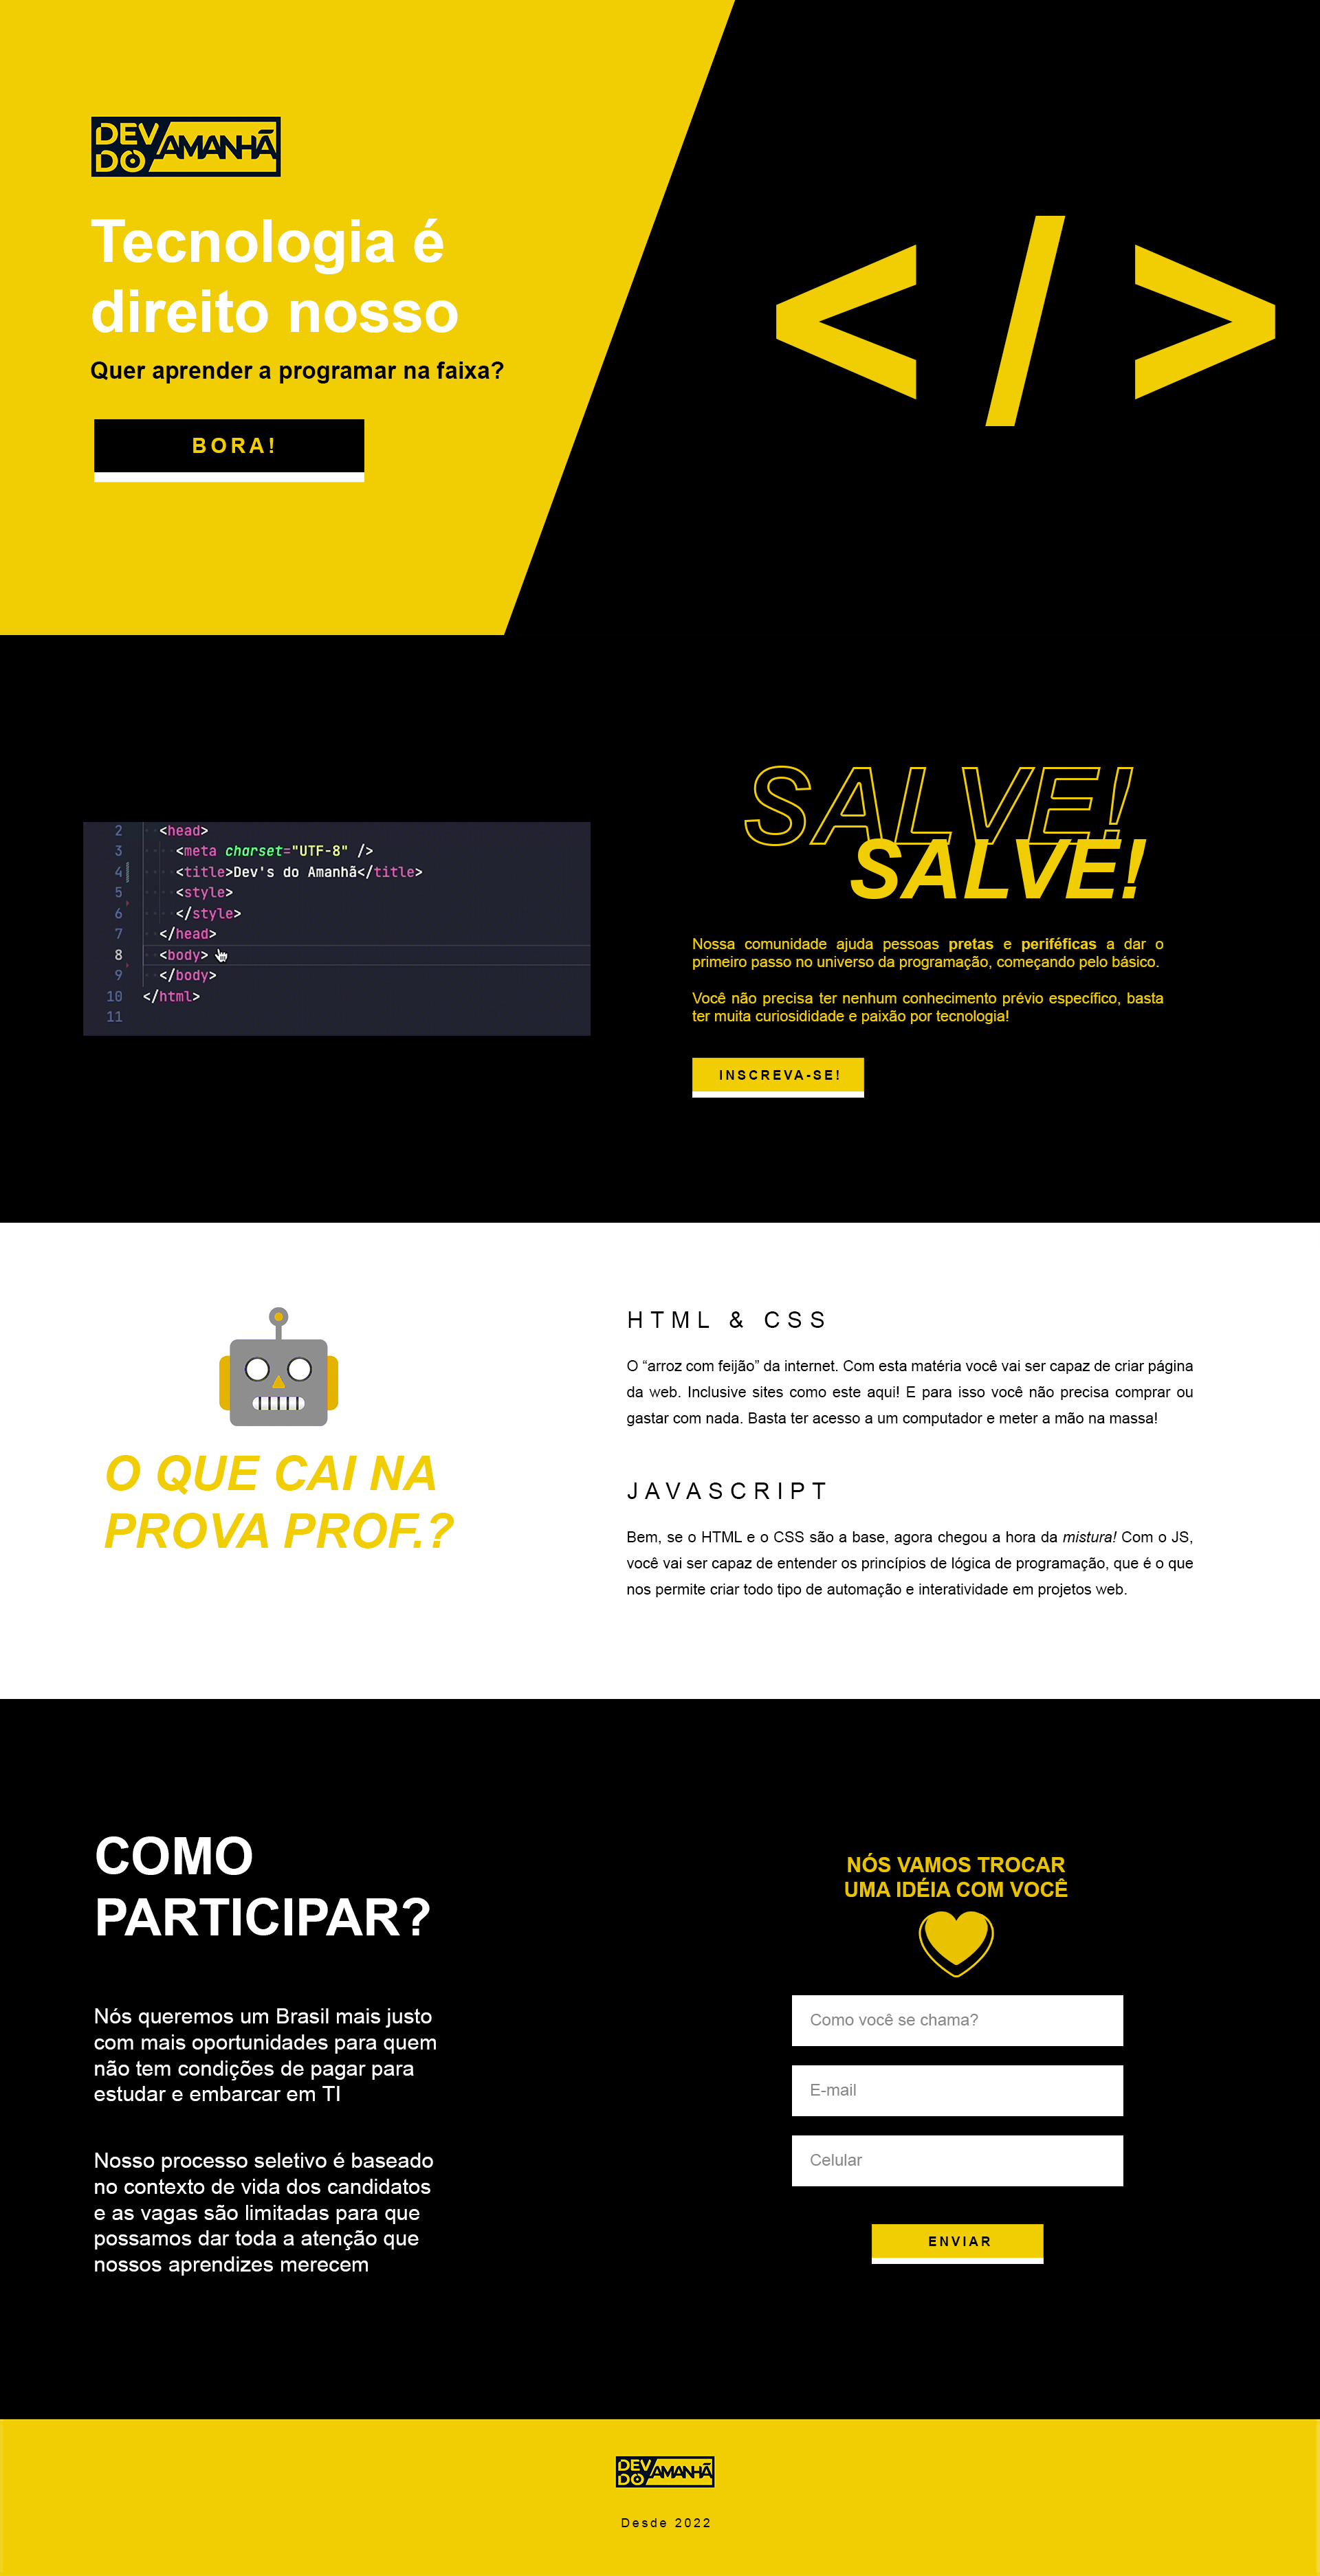 DEV DO AMANHÃ
Tecnologia é
direito nosso
Quer aprender a programar na faixa?
BORA!
</>
2 <head>
3 <meta charset="UTF-8" />
4 <title>Dev's do Amanhã</title>
5 <style>
6 </style>
7 </head>
8 <body>
9 </body>
10 </html>
11
SALVE!
SALVE!
Nossa comunidade ajuda pessoas pretas e periféficas a dar o
primeiro passo no universo da programação, começando pelo básico.
Você não precisa ter nenhum conhecimento prévio específico, basta
ter muita curiosididade e paixão por tecnologia!
INSCREVA-SE!
O QUE CAI NA
PROVA PROF.?
HTML & CSS
O “arroz com feijão” da internet. Com esta matéria você vai ser capaz de criar página
da web. Inclusive sites como este aqui! E para isso você não precisa comprar ou
gastar com nada. Basta ter acesso a um computador e meter a mão na massa!
JAVASCRIPT
Bem, se o HTML e o CSS são a base, agora chegou a hora da mistura! Com o JS,
você vai ser capaz de entender os princípios de lógica de programação, que é o que
nos permite criar todo tipo de automação e interatividade em projetos web.
COMO
PARTICIPAR?
Nós queremos um Brasil mais justo
com mais oportunidades para quem
não tem condições de pagar para
estudar e embarcar em TI
Nosso processo seletivo é baseado
no contexto de vida dos candidatos
e as vagas são limitadas para que
possamos dar toda a atenção que
nossos aprendizes merecem
NÓS VAMOS TROCAR
UMA IDÉIA COM VOCÊ
Como você se chama?
E-mail
Celular
ENVIAR
DEV DO AMANHÃ
Desde 2022